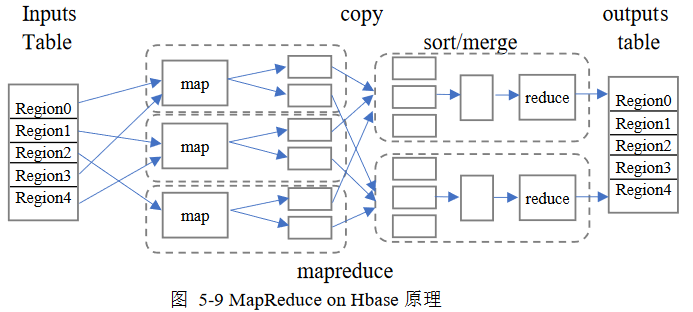 Inputs
Table
copy
outputs
table
sort/merge
Region0
Region1
Region2
Region3
Region4
map
map
map
reduce
reduce
Region0
Region1
Region2
Region3
Region4
mapreduce
图 5-9 MapReduce on Hbase 原理